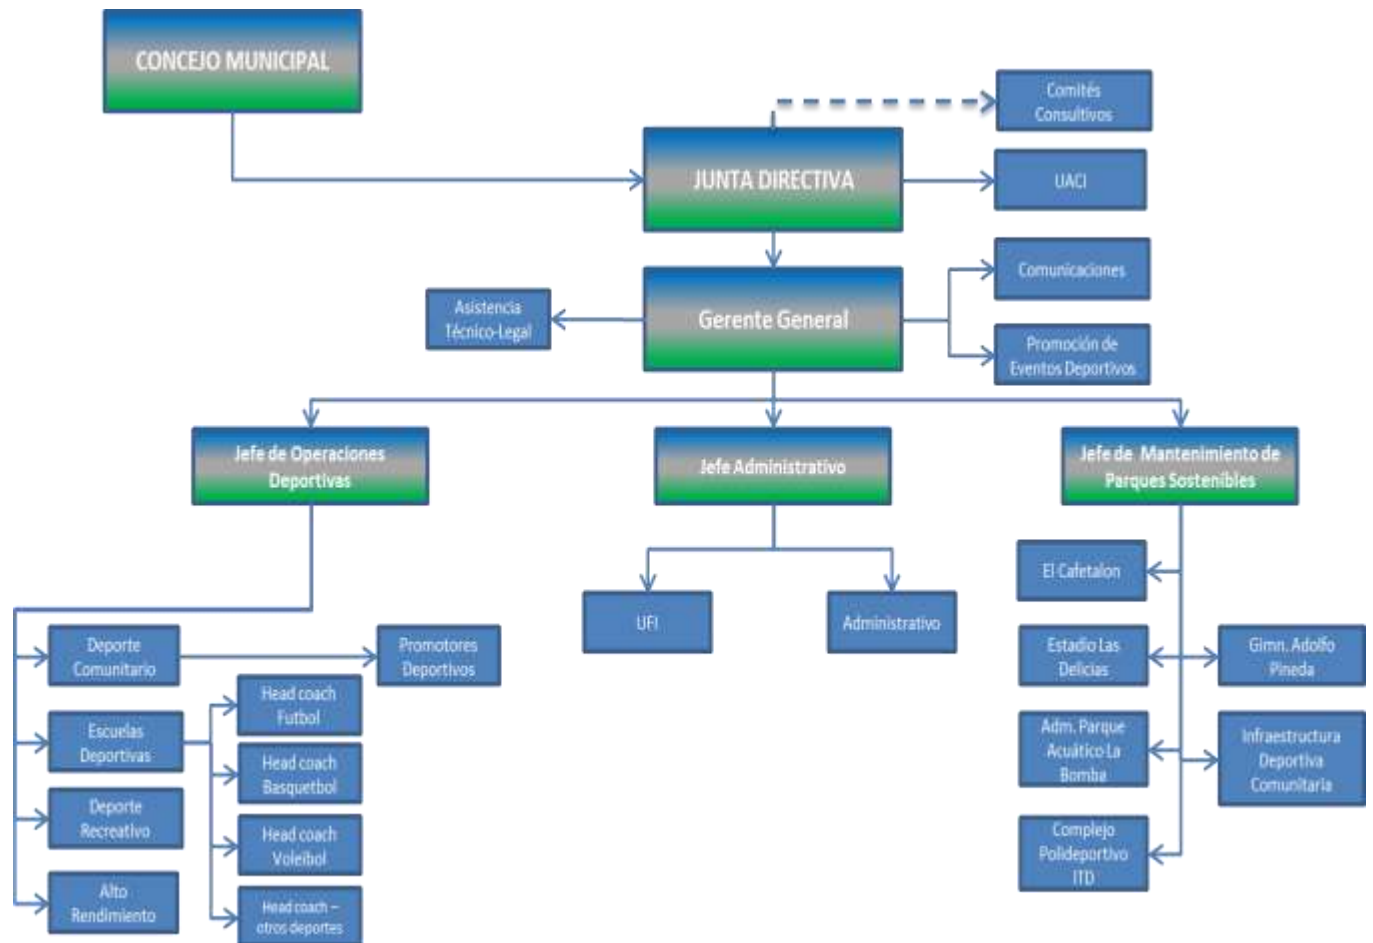 CONCEJO MUNICIPAL
Comités
Consultivos
JUNTA DIRECTIVA
UACI
Comunicaciones
Asistencia
Técnico-Legal
Gerente General
Promoción de
Eventos Deportivos
Jefe de Operaciones
Deportivas
Jefe Administrativo
Jefe de Mantenimiento de
Parques Sostenibles
El Cafetalon
UFI
Administrativo
Deporte
Comunitario
Promotores
Deportivos
Estadio Las
Delicias
Gimn. Adolfo
Pineda
Escuelas
Deportivas
Head coach
Futbol
Head coach
Basquetbol
Head coach
Voleibol
Head coach –
otros deportes
Adm. Parque
Acuático La
Bomba
Infraestructura
Deportiva
Comunitaria
Deporte
Recreativo
Complejo
Polideportivo
ITD
Alto
Rendimiento